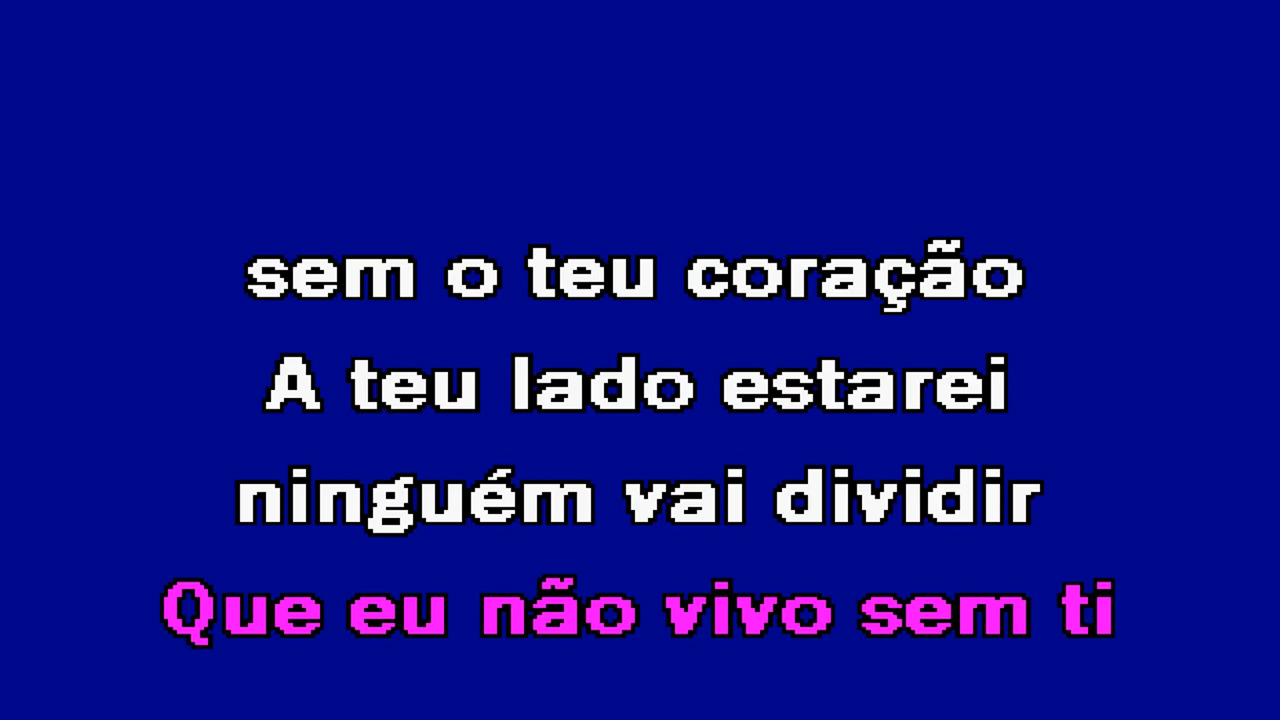 sem o teu coração
A teu lado estarei
ninguém vai dividir
Que eu não vivo sem ti